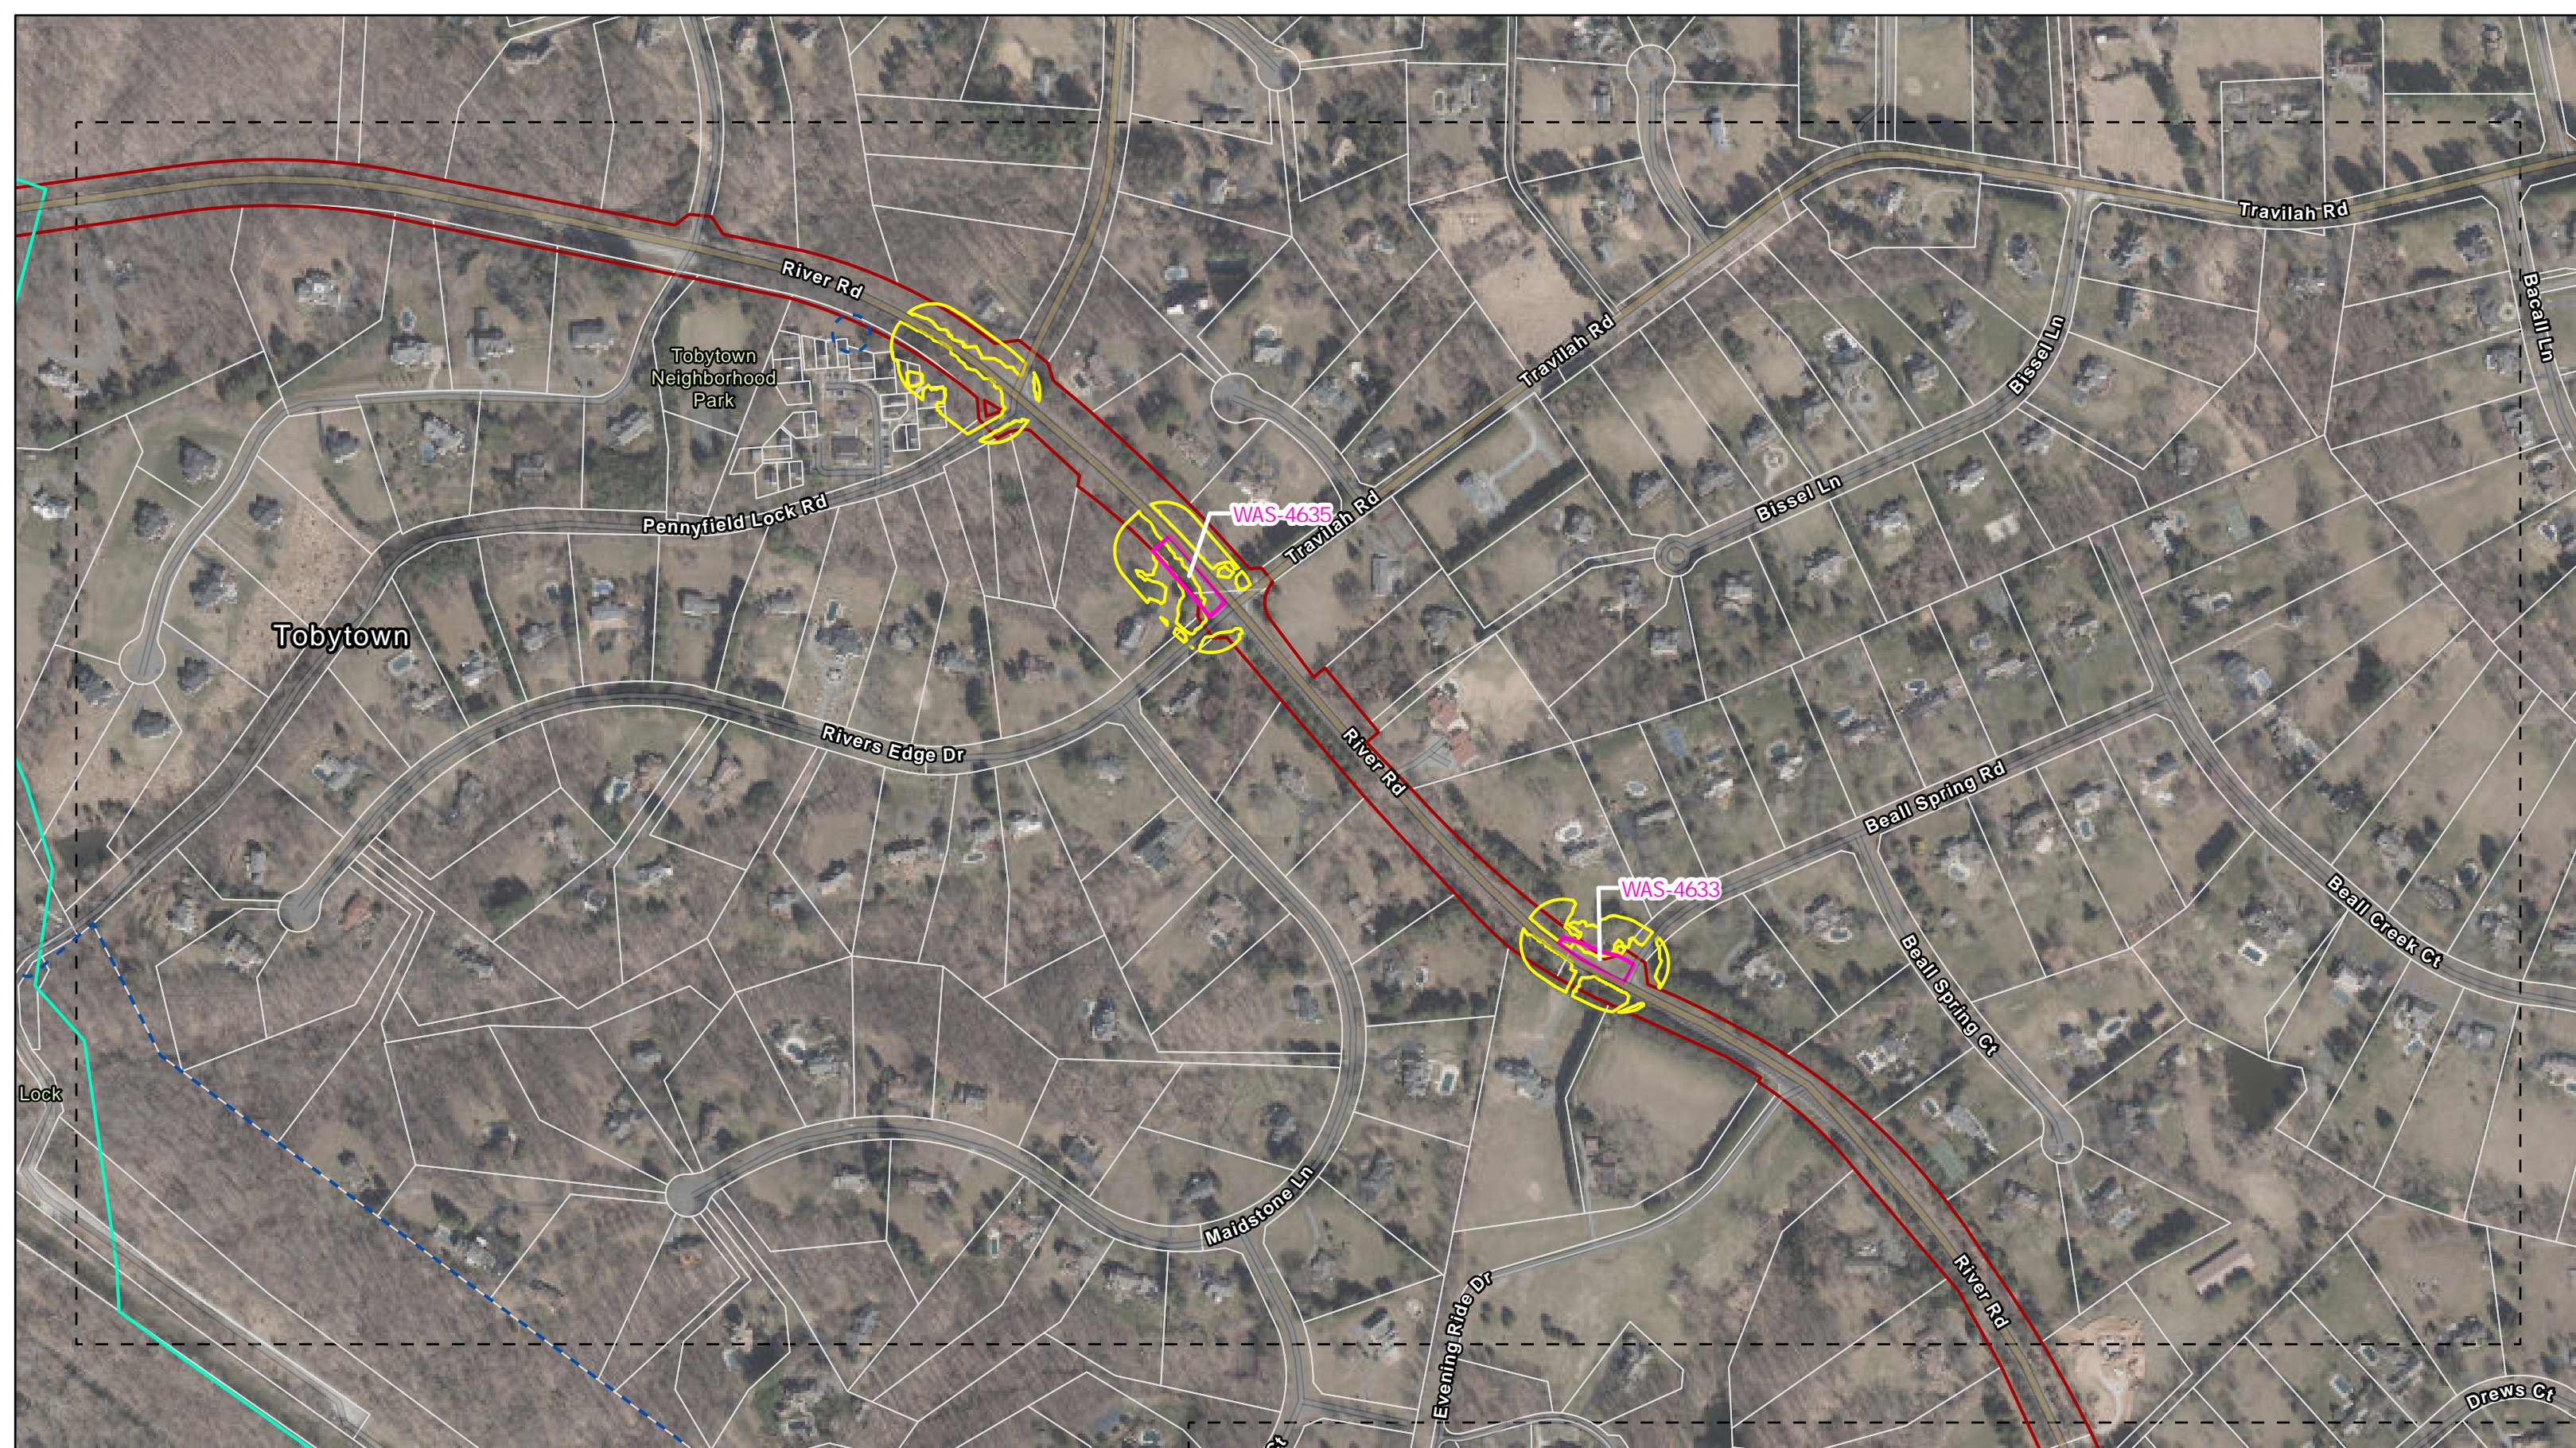 Travilah Rd
River Rd
Bacall Ln
Tobytown
Neighborhood
Park
Travilah Rd
Bissel Ln
Bissel Ln
Pennyfield Lock Rd
WAS-4635
Travilah Rd
Tobytown
Rivers Edge Dr
River Rd
Beall Spring Rd
WAS-4633
Beall Creek Ct
Beall Spring Ct
Lock
Maidstone Ln
River Rd
Evening Ride Dr
Drews Ct
Ct